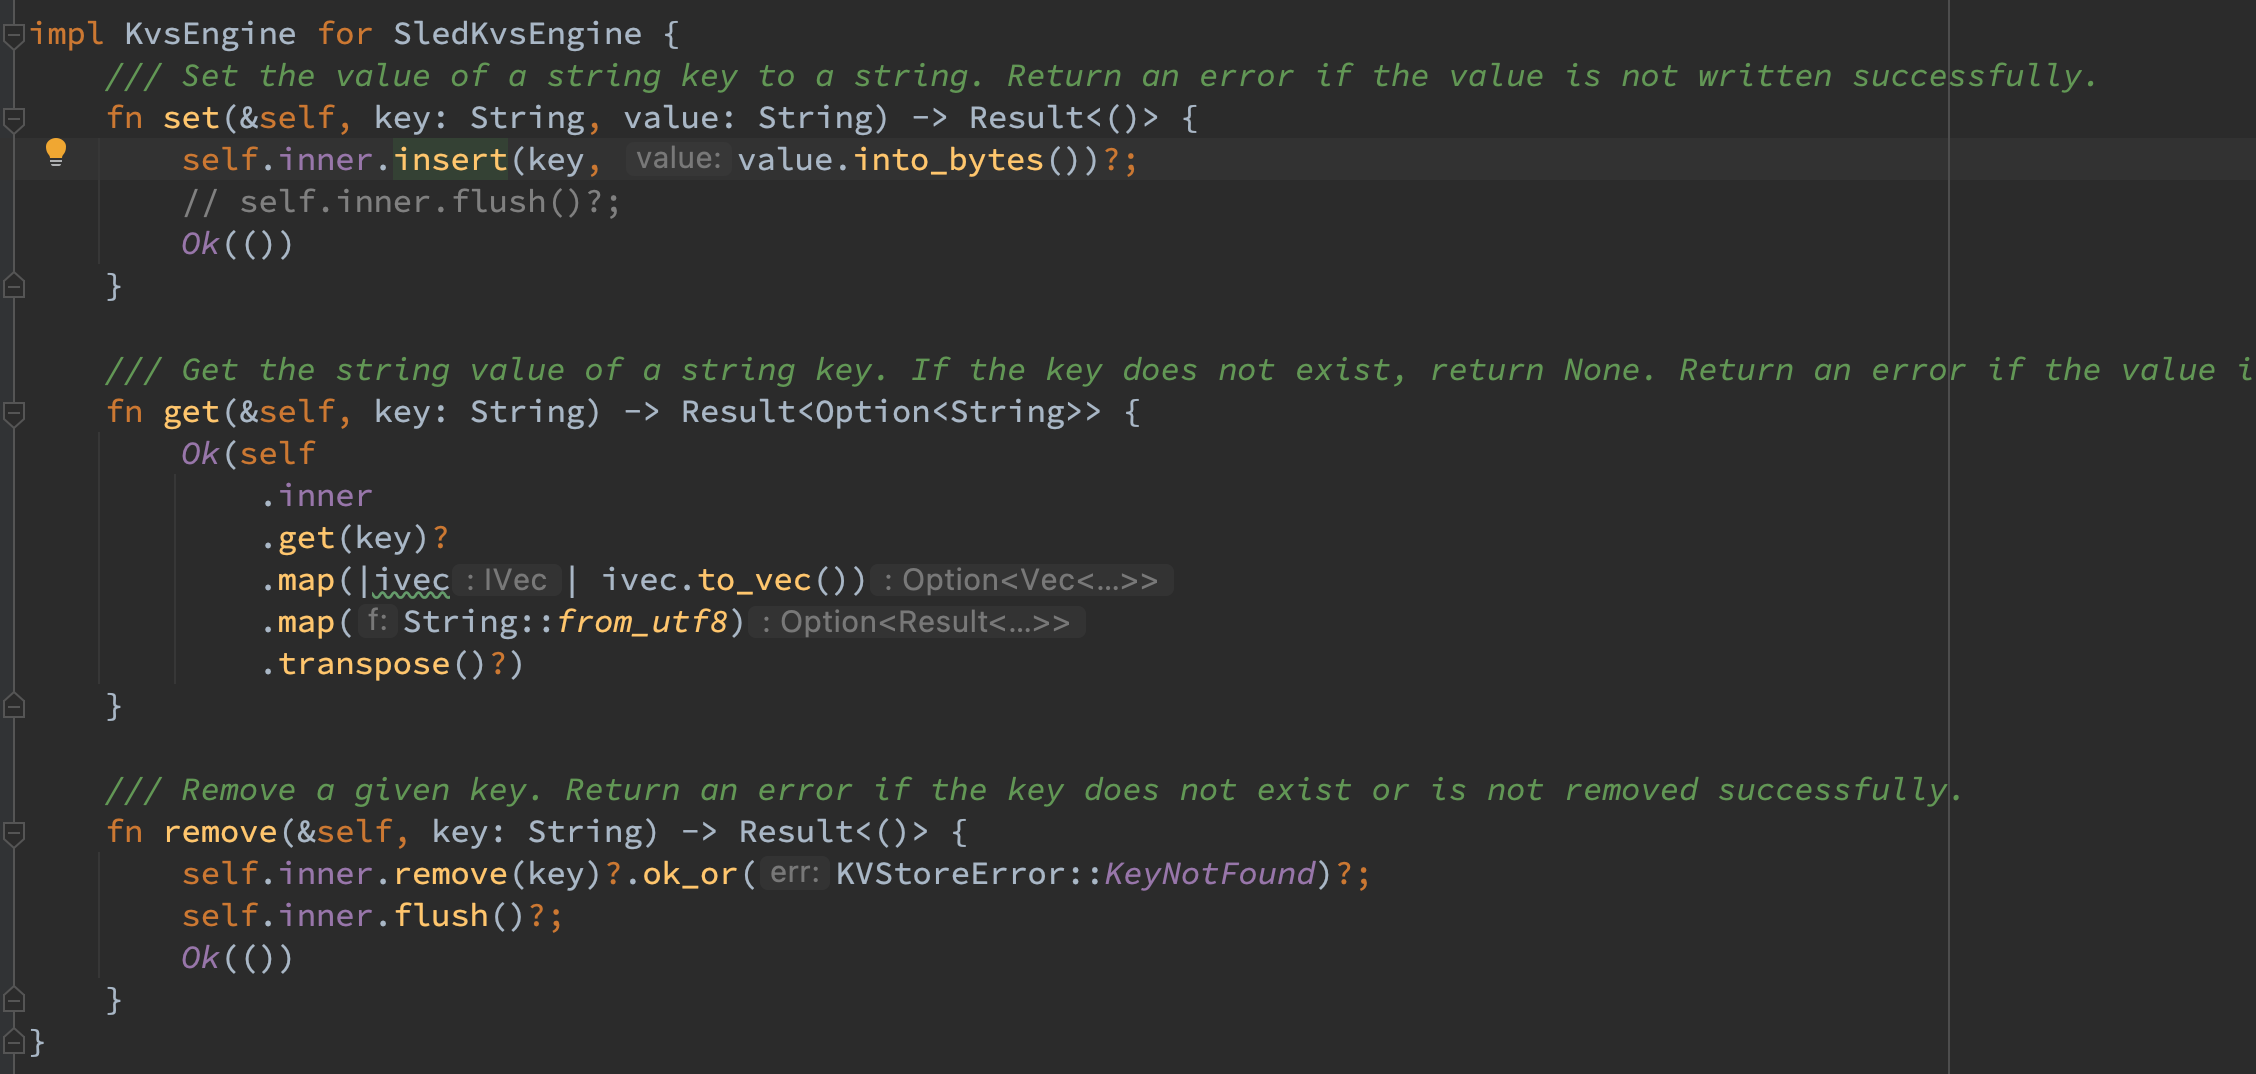 impl KvsEngine for SledKvsEngine {
    /// Set the value of a string key to a string. Return an error if the value is not written successfully.
    fn set(&self, key: String, value: String) -> Result<()> {
        self.inner.insert(key, value: value.into_bytes())?;
        // self.inner.flush()?;
        Ok(())
    }

    /// Get the string value of a string key. If the key does not exist, return None. Return an error if the value i
    fn get(&self, key: String) -> Result<Option<String>> {
        Ok(self
            .inner
            .get(key)?
            .map(|ivec : IVec | ivec.to_vec()) : Option<Vec<...>>
            .map( f: String::from_utf8) : Option<Result<...>>
            .transpose()?)
    }

    /// Remove a given key. Return an error if the key does not exist or is not removed successfully.
    fn remove(&self, key: String) -> Result<()> {
        self.inner.remove(key)?.ok_or( err: KVStoreError::KeyNotFound)?;
        self.inner.flush()?;
        Ok(())
    }
}